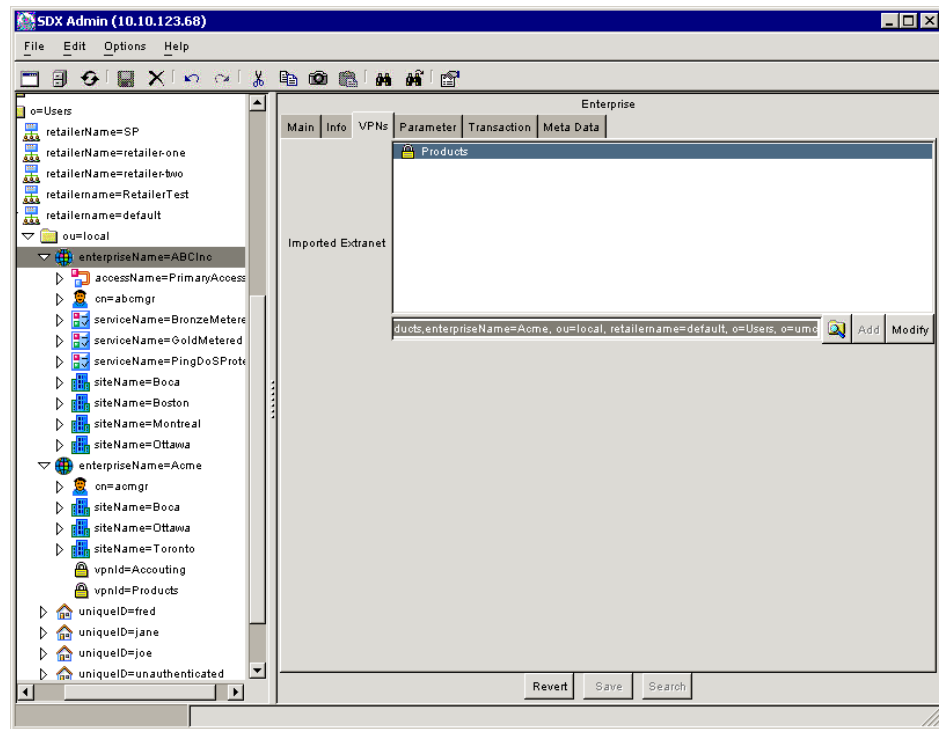 SDX Admin (10.10.123.68)
File Edit Options Help
o=Users
retailerName=SP
retailerName=retailer-one
retailerName=retailer-two
retailername=RetailerTest
retailername=default
ou=local
enterpriseName=ABCInc
accessName=PrimaryAccess
cn=abcmgr
serviceName=BronzeMetere
serviceName=GoldMetered
serviceName=PingDoSProte
siteName=Boca
siteName=Boston
siteName=Montreal
siteName=Ottawa
enterpriseName=Acme
cn=acmgr
siteName=Boca
siteName=Ottawa
siteName=Toronto
vpnId=Accouting
vpnId=Products
uniqueID=fred
uniqueID=jane
uniqueID=joe
uniqueID=unauthenticated
Enterprise
Main Info VPNs Parameter Transaction Meta Data
Products
Imported Extranet
ducts,enterpriseName=Acme, ou=local, retailername=default, o=Users, o=umc Add Modify
Revert Save Search